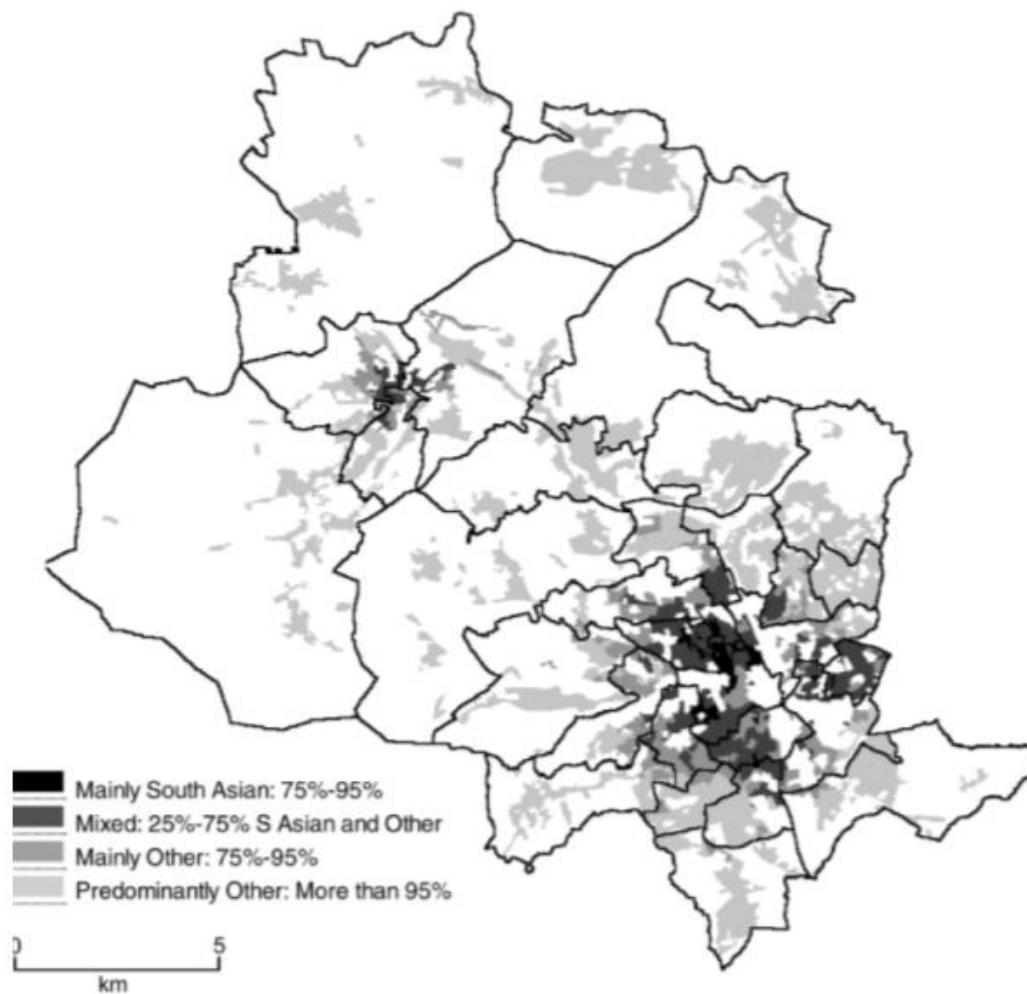 Mainly South Asian: 75%-95%
Mixed: 25%-75% S Asian and Other
Mainly Other: 75%-95%
Predominantly Other: More than 95%
0 5
km